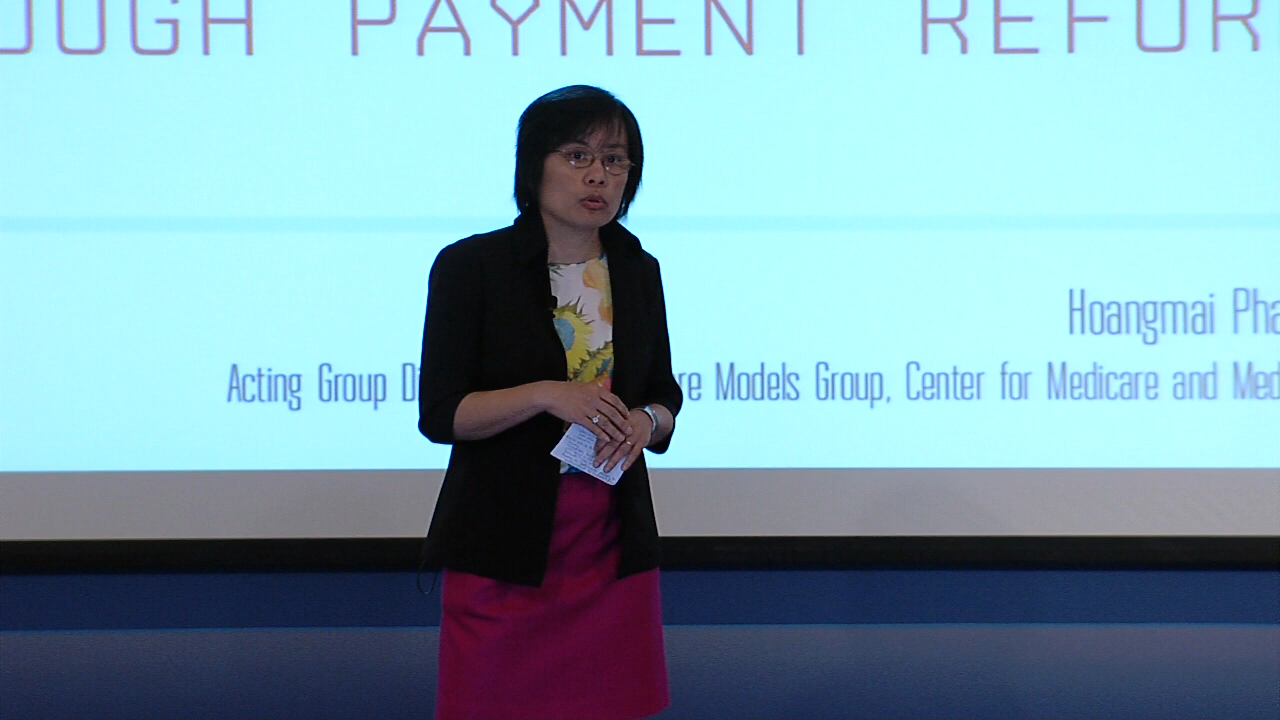 OUGH PAYMENT REFOR
Hoangmai Pha
Acting Group D re Models Group, Center for Medicare and Med